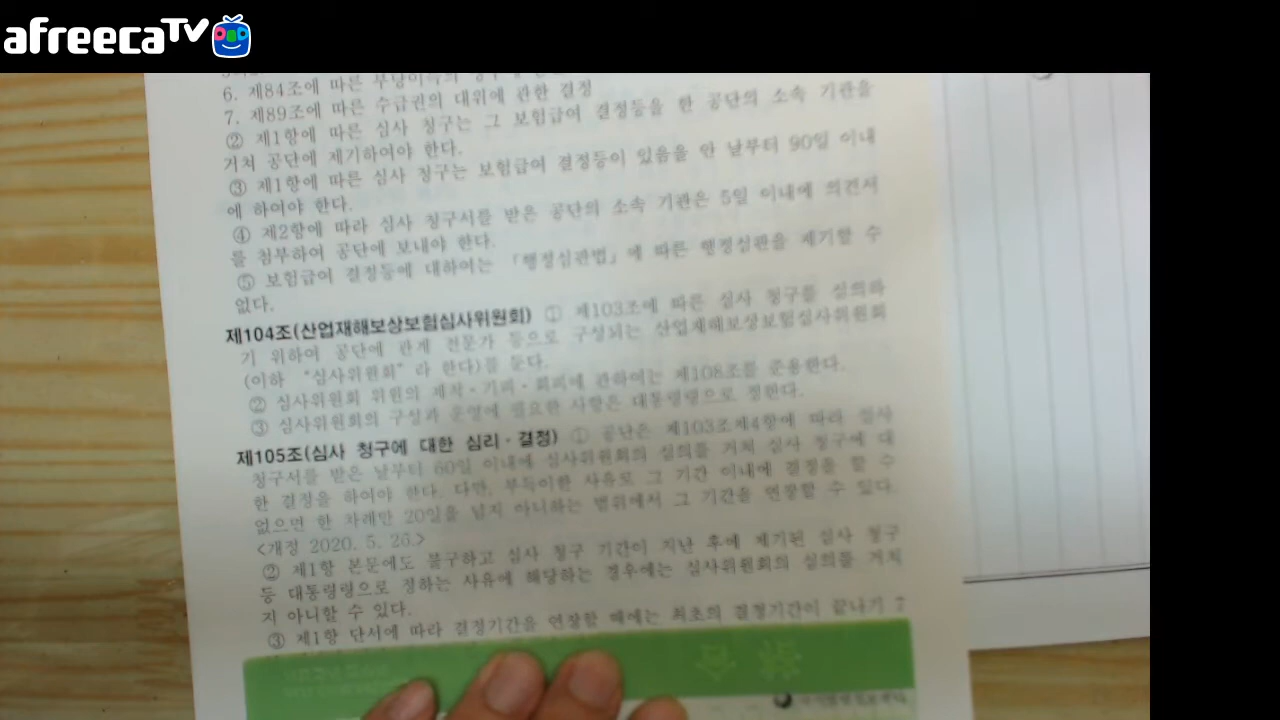 afreecaTV
6. 제84조에 따른 부당이득의
7. 제89조에 따른 수급권의 대위에 관한 결정
② 제1항에 따른 심사 청구는 그 보험급여 결정등을 한 공단의 소속 기관을
거쳐 공단에 제기하여야 한다.
③ 제1항에 따른 심사 청구는 보험급여 결정등이 있음을 안 날부터 90일 이내
에 하여야 한다.
④ 제2항에 따라 심사 청구서를 받은 공단의 소속 기관은 5일 이내에 의견서
를 첨부하여 공단에 보내야 한다.
⑤ 보험급여 결정등에 대하여는 「행정심판법」에 따른 행정심판을 제기할 수
없다.
제104조(산업재해보상보험심사위원회) ① 제103조에 따른 심사 청구를 심의하
기 위하여 공단에 관계 전문가 등으로 구성되는 산업재해보상보험심사위원회
(이하 “심사위원회”라 한다)를 둔다.
② 심사위원회 위원의 제척ㆍ기피ㆍ회피에 관하여는 제108조를 준용한다.
③ 심사위원회의 구성과 운영에 필요한 사항은 대통령령으로 정한다.
제105조(심사 청구에 대한 심리ㆍ결정) ① 공단은 제103조제4항에 따라 심사
청구서를 받은 날부터 60일 이내에 심사위원회의 심의를 거쳐 심사 청구에 대
한 결정을 하여야 한다. 다만, 부득이한 사유로 그 기간 이내에 결정을 할 수
없으면 한 차례만 20일을 넘지 아니하는 범위에서 그 기간을 연장할 수 있다.
<개정 2020. 5. 26.>
② 제1항 본문에도 불구하고 심사 청구 기간이 지난 후에 제기된 심사 청구
등 대통령령으로 정하는 사유에 해당하는 경우에는 심사위원회의 심의를 거치
지 아니할 수 있다.
③ 제1항 단서에 따라 결정기간을 연장할 때에는 최초의 결정기간이 끝나기 7